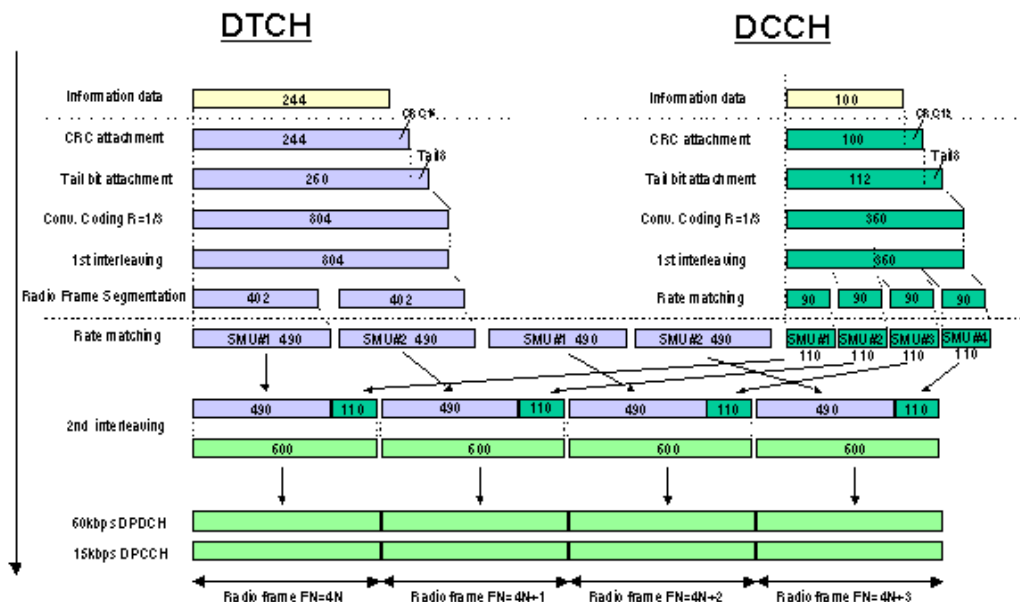 DTCH DCCH
Information data 244 Information data 100
CRC16 CRC12
CRC attachment 244 CRC attachment 100
Tail8 Tail8
Tail bit attachment 260 Tail bit attachment 112
Conv. Coding R=1/3 804 Conv. Coding R=1/3 360
1st interleaving 804 1st interleaving 360
Radio Frame Segmentation 402 402 Rate matching 90 90 90 90
Rate matching SMU#1 490 SMU#2 490 SMU#1 490 SMU#2 490 SMU#1 SMU#2 SMU#3 SMU#4
110 110 110 110
490 110 490 110 490 110 490 110
2nd interleaving
600 600 600 600
60kbps DPDCH
15kbps DPCCH
Radio frame FN=4N Radio frame FN=4N+1 Radio frame FN=4N+2 Radio frame FN=4N+3